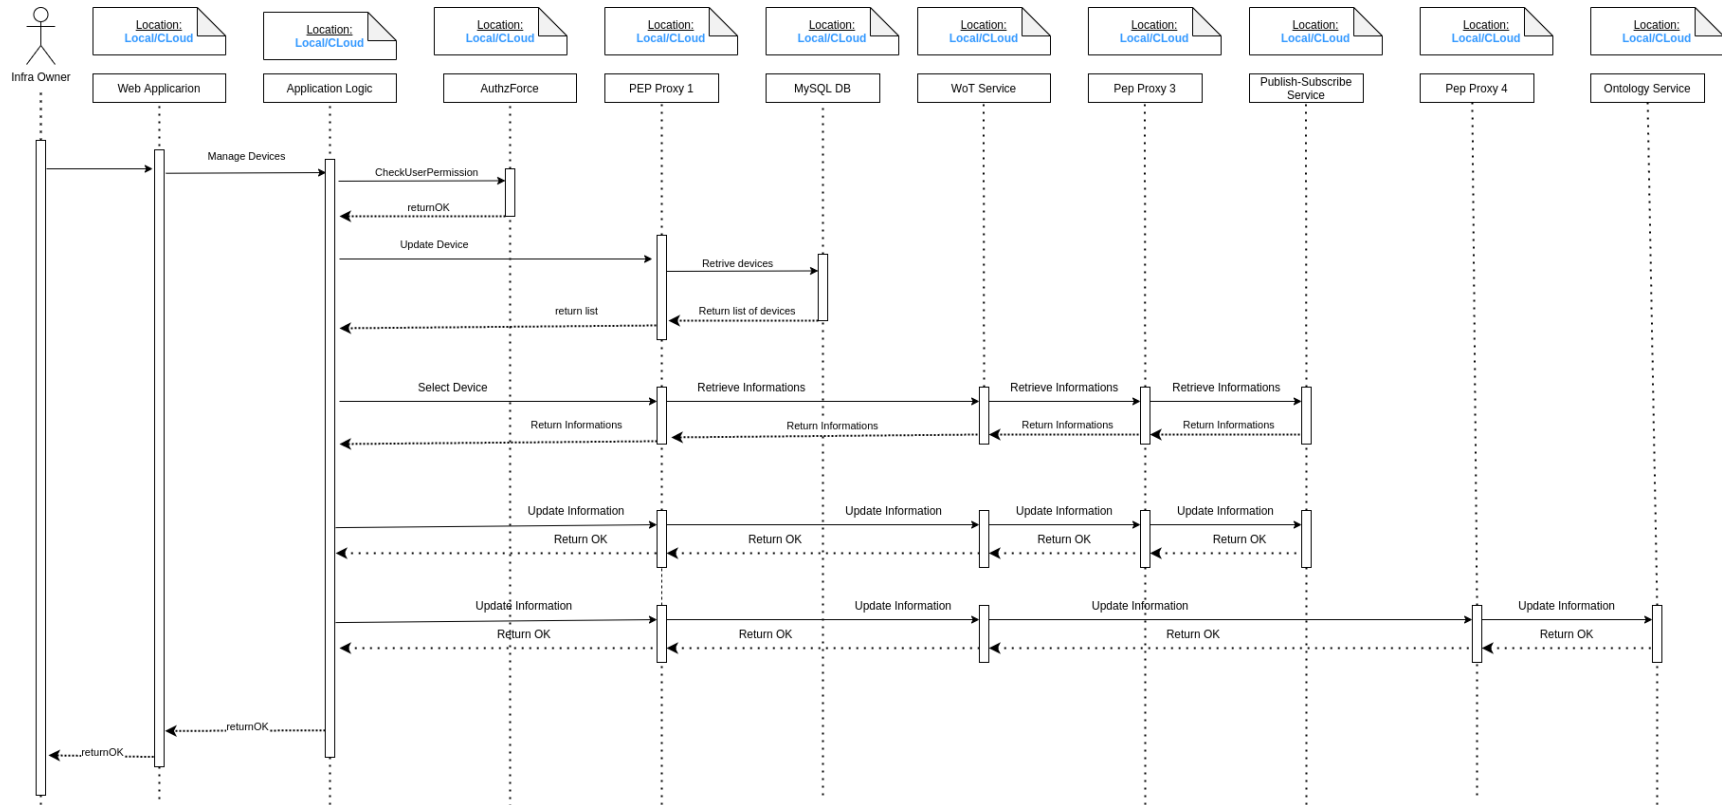 Location:
Local/CLoud
Location:
Local/CLoud
Location:
Local/CLoud
Location:
Local/CLoud
Location:
Local/CLoud
Location:
Local/CLoud
Location:
Local/CLoud
Location:
Local/CLoud
Location:
Local/CLoud
Location:
Local/CLoud
Infra Owner
Web Applicarion
Application Logic
AuthzForce
PEP Proxy 1
MySQL DB
WoT Service
Pep Proxy 3
Publish-Subscribe
Service
Pep Proxy 4
Ontology Service
Manage Devices
CheckUserPermission
returnOK
Update Device
Retrive devices
return list
Return list of devices
Select Device
Retrieve Informations
Retrieve Informations
Retrieve Informations
Return Informations
Return Informations
Return Informations
Return Informations
Update Information
Update Information
Update Information
Update Information
Return OK
Return OK
Return OK
Return OK
Update Information
Update Information
Update Information
Update Information
Return OK
Return OK
Return OK
Return OK
returnOK
returnOK